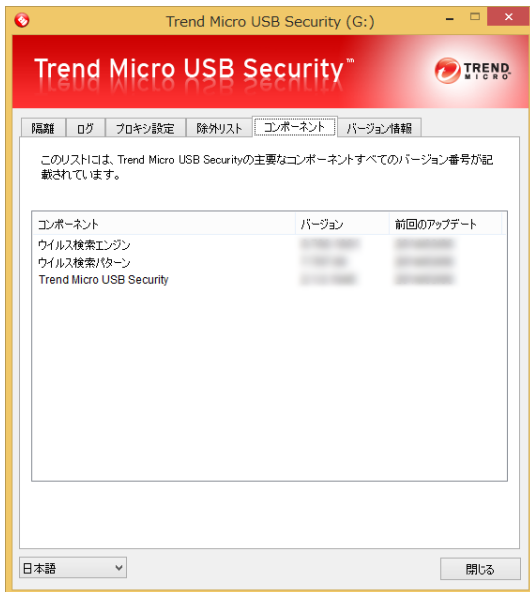 Trend Micro USB Security (G:)
Trend Micro USB Security™
TREND
MICRO
隔離 ログ プロキシ設定 除外リスト コンポーネント バージョン情報
このリストには、Trend Micro USB Securityの主要なコンポーネントすべてのバージョン番号が記
載されています。
コンポーネント バージョン 前回のアップデート
ウイルス検索エンジン
ウイルス検索パターン
Trend Micro USB Security
日本語 閉じる